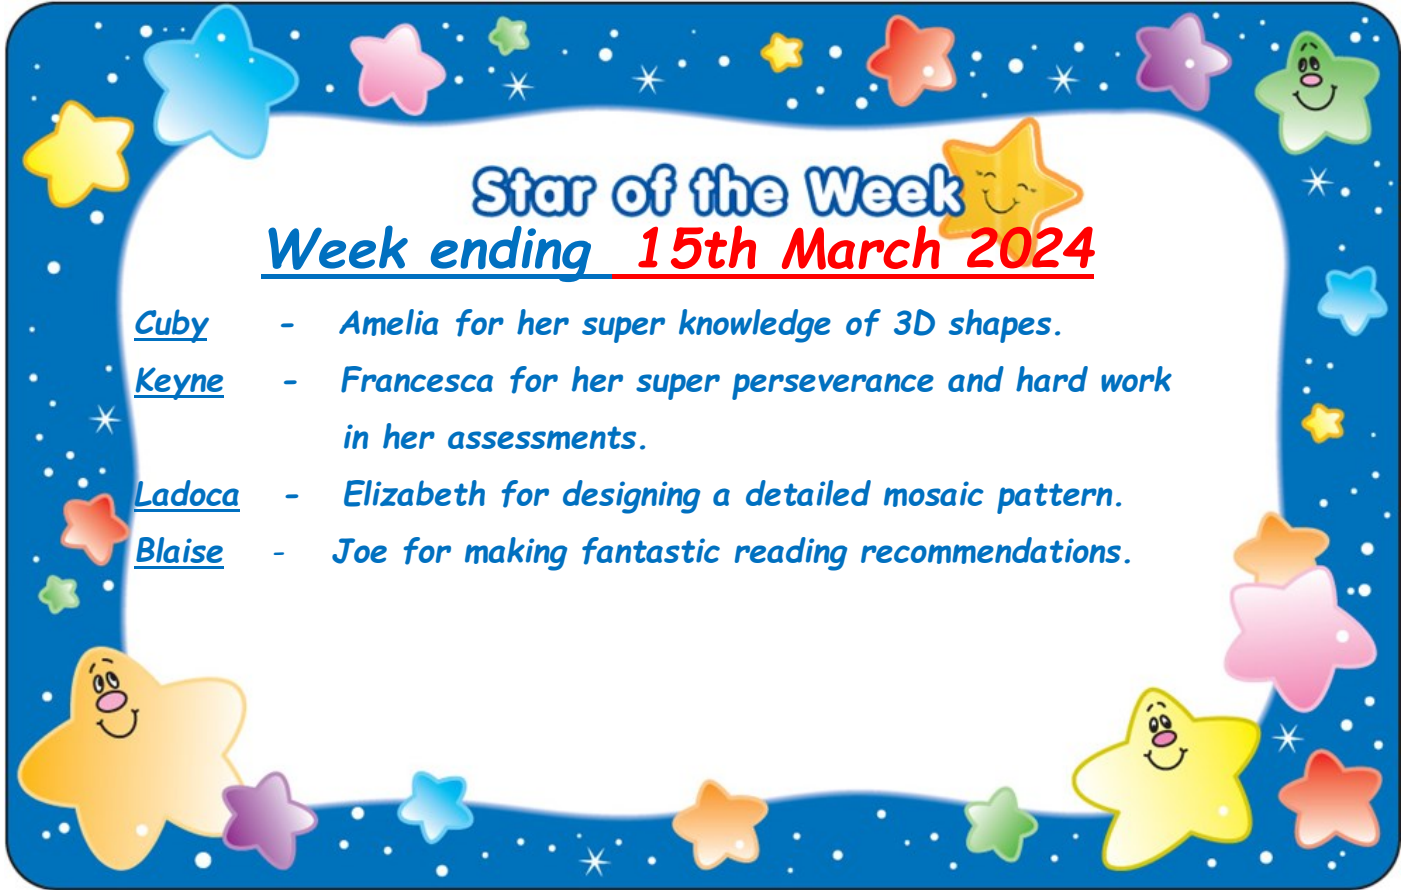 Star of the Week
Week ending 15th March 2024
Cuby - Amelia for her super knowledge of 3D shapes.
Keyne - Francesca for her super perseverance and hard work
in her assessments.
Ladoca - Elizabeth for designing a detailed mosaic pattern.
Blaise - Joe for making fantastic reading recommendations.